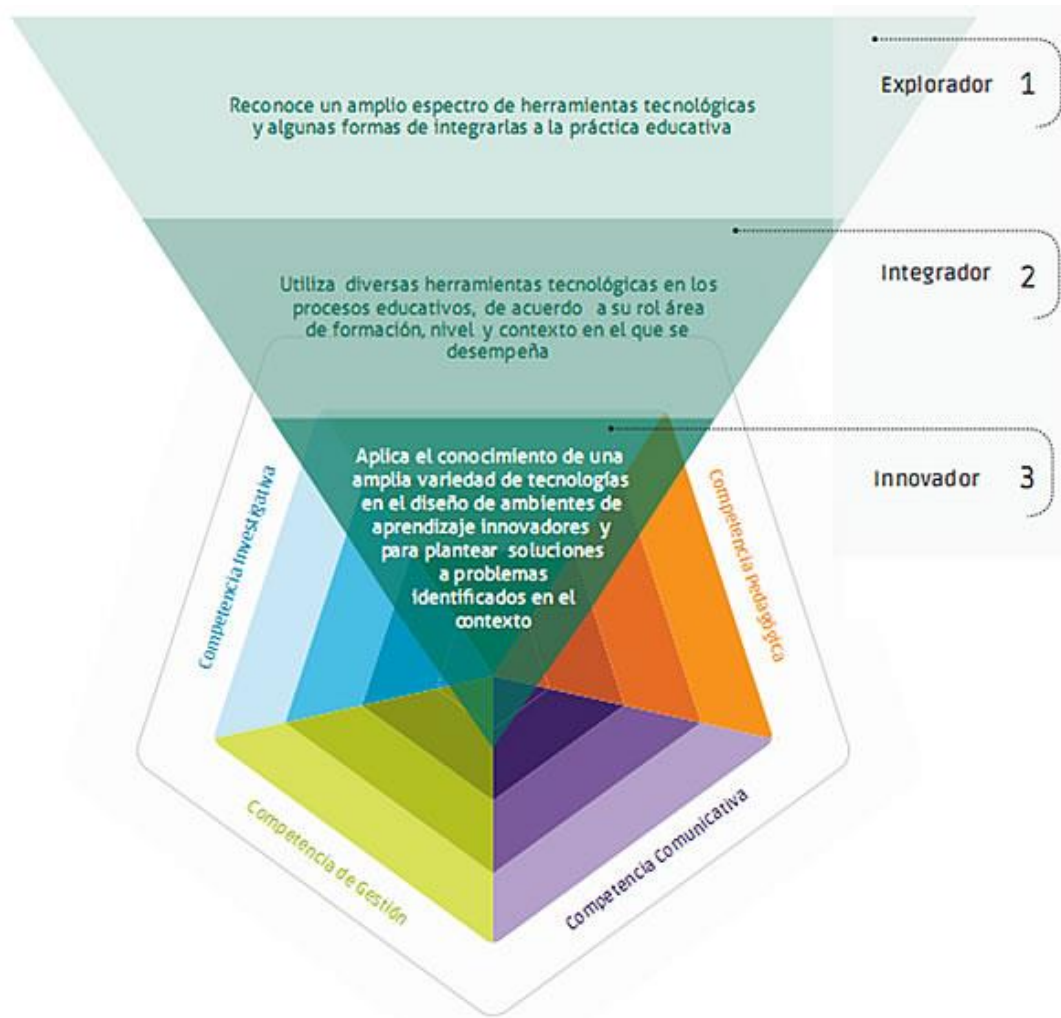 Reconoce un amplio espectro de herramientas tecnológicas
y algunas formas de integrarlas a la práctica educativa
Explorador 1
Utiliza diversas herramientas tecnológicas en los
procesos educativos, de acuerdo a su rol área
de formación, nivel y contexto en el que se
desempeña
Integrador 2
Aplica el conocimiento de una
amplia variedad de tecnologías
en el diseño de ambientes de
aprendizaje innovadores y
para plantear soluciones
a problemas
identificados en el
contexto
Innovador 3
Competencia Investigativa
Competencia Pedagógica
Competencia de Gestión
Competencia Comunicativa